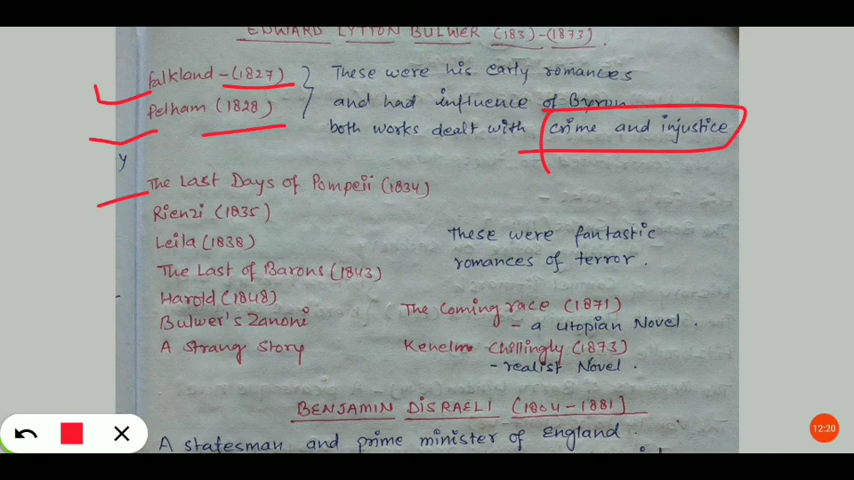 EDWARD LYTTON BULWER (183)-(1873).
Falkland -(1827)
Pelham (1828)
These were his early romances
and had influence of Byron
both works dealt with crime and injustice
y
The Last Days of Pompeii (1834)
Rienzi (1835)
Leila (1838)
The Last of Barons (1843)
Harold (1848)
Bulwer's Zanoni
A Strang Story
These were fantastic
romances of terror.
The Coming race (1871)
- a utopian Novel.
Kenelm Chillingly (1873)
-realist Novel.
BENJAMIN DISRAELI (1804-1881]
A statesman and prime minister of England.
12:20